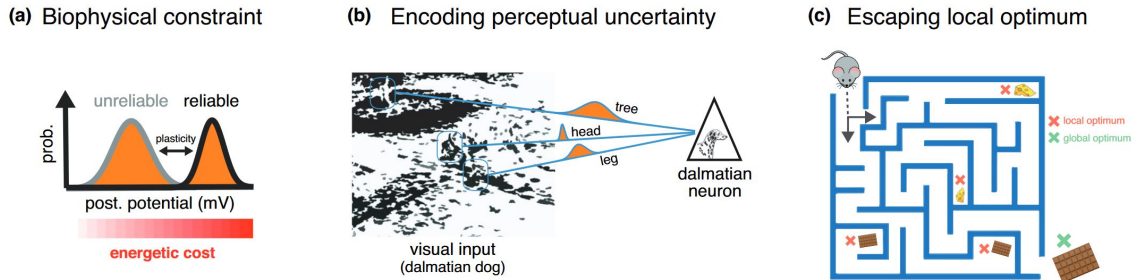 (a) Biophysical constraint
unreliable reliable
plasticity
prob.
post. potential (mV)
energetic cost
(b) Encoding perceptual uncertainty
tree
head
leg
dalmatian
neuron
visual input
(dalmatian dog)
(c) Escaping local optimum
local optimum
global optimum